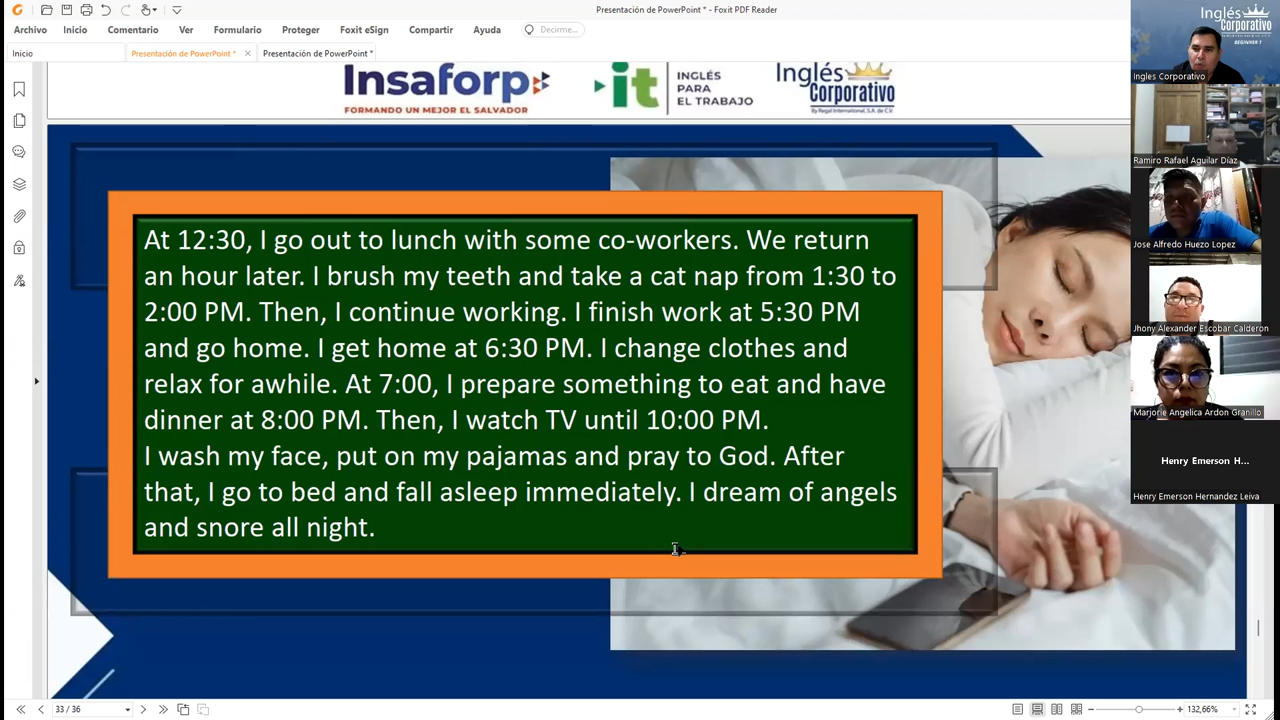 Presentación de PowerPoint * - Foxit PDF Reader
Archivo Inicio Comentario Ver Formulario Proteger Foxit eSign Compartir Ayuda Decirme...
Inicio Presentación de PowerPoint * × Presentación de PowerPoint *
Insaforp
FORMANDO UN MEJOR EL SALVADOR
it
INGLÉS
PARA
EL TRABAJO
Inglés
Corporativo
By Regal International, S.A. de C.V.
At 12:30, I go out to lunch with some co-workers. We return
an hour later. I brush my teeth and take a cat nap from 1:30 to
2:00 PM. Then, I continue working. I finish work at 5:30 PM
and go home. I get home at 6:30 PM. I change clothes and
relax for awhile. At 7:00, I prepare something to eat and have
dinner at 8:00 PM. Then, I watch TV until 10:00 PM.
I wash my face, put on my pajamas and pray to God. After
that, I go to bed and fall asleep immediately. I dream of angels
and snore all night.
Inglés
Corporativo
BEGINNER 1
Ingles Corporativo
Ramiro Rafael Aguilar Díaz
Jose Alfredo Huezo Lopez
Jhony Alexander Escobar Calderon
Marjorie Angelica Ardon Granillo
Henry Emerson H...
Henry Emerson Hernandez Leiva
33 / 36
132,66%